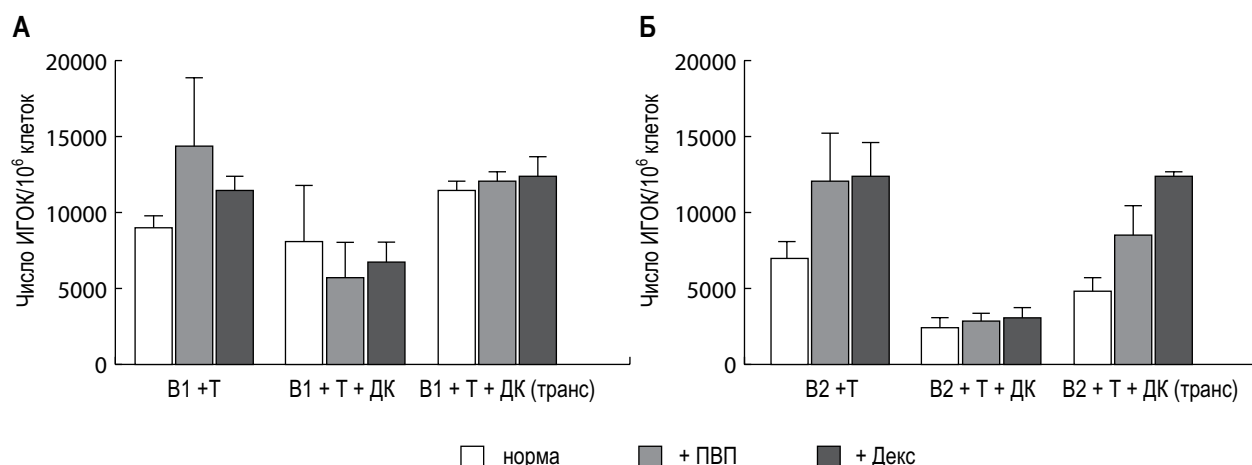 А
Число ИГОК/10⁶ клеток
20000
15000
10000
5000
0
В1 +Т
В1 + Т + ДК
В1 + Т + ДК (транс)
Б
Число ИГОК/10⁶ клеток
20000
15000
10000
5000
0
В2 +Т
В2 + Т + ДК
В2 + Т + ДК (транс)
норма
+ ПВП
+ Декс